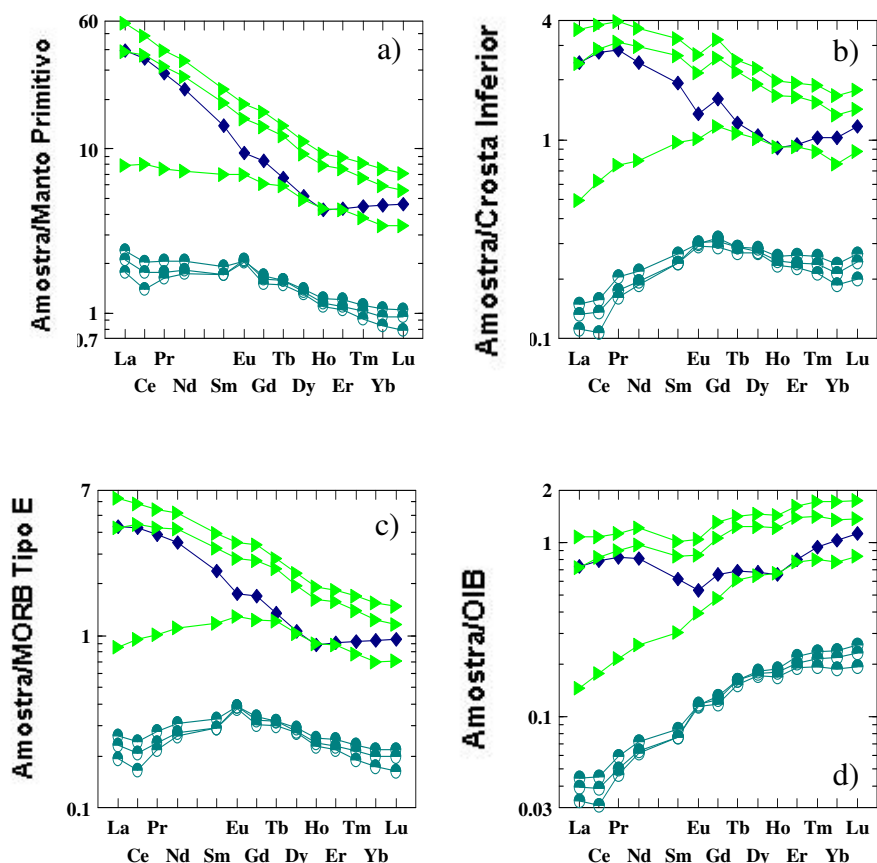 60
10
1
0.7
Amostra/Manto Primitivo
a)
La Pr Eu Tb Ho Tm Lu
Ce Nd Sm Gd Dy Er Yb
4
1
0.1
Amostra/Crosta Inferior
b)
La Pr Eu Tb Ho Tm Lu
Ce Nd Sm Gd Dy Er Yb
7
1
0.1
Amostra/MORB Tipo E
c)
La Pr Eu Tb Ho Tm Lu
Ce Nd Sm Gd Dy Er Yb
2
1
0.1
0.03
Amostra/OIB
d)
La Pr Eu Tb Ho Tm Lu
Ce Nd Sm Gd Dy Er Yb